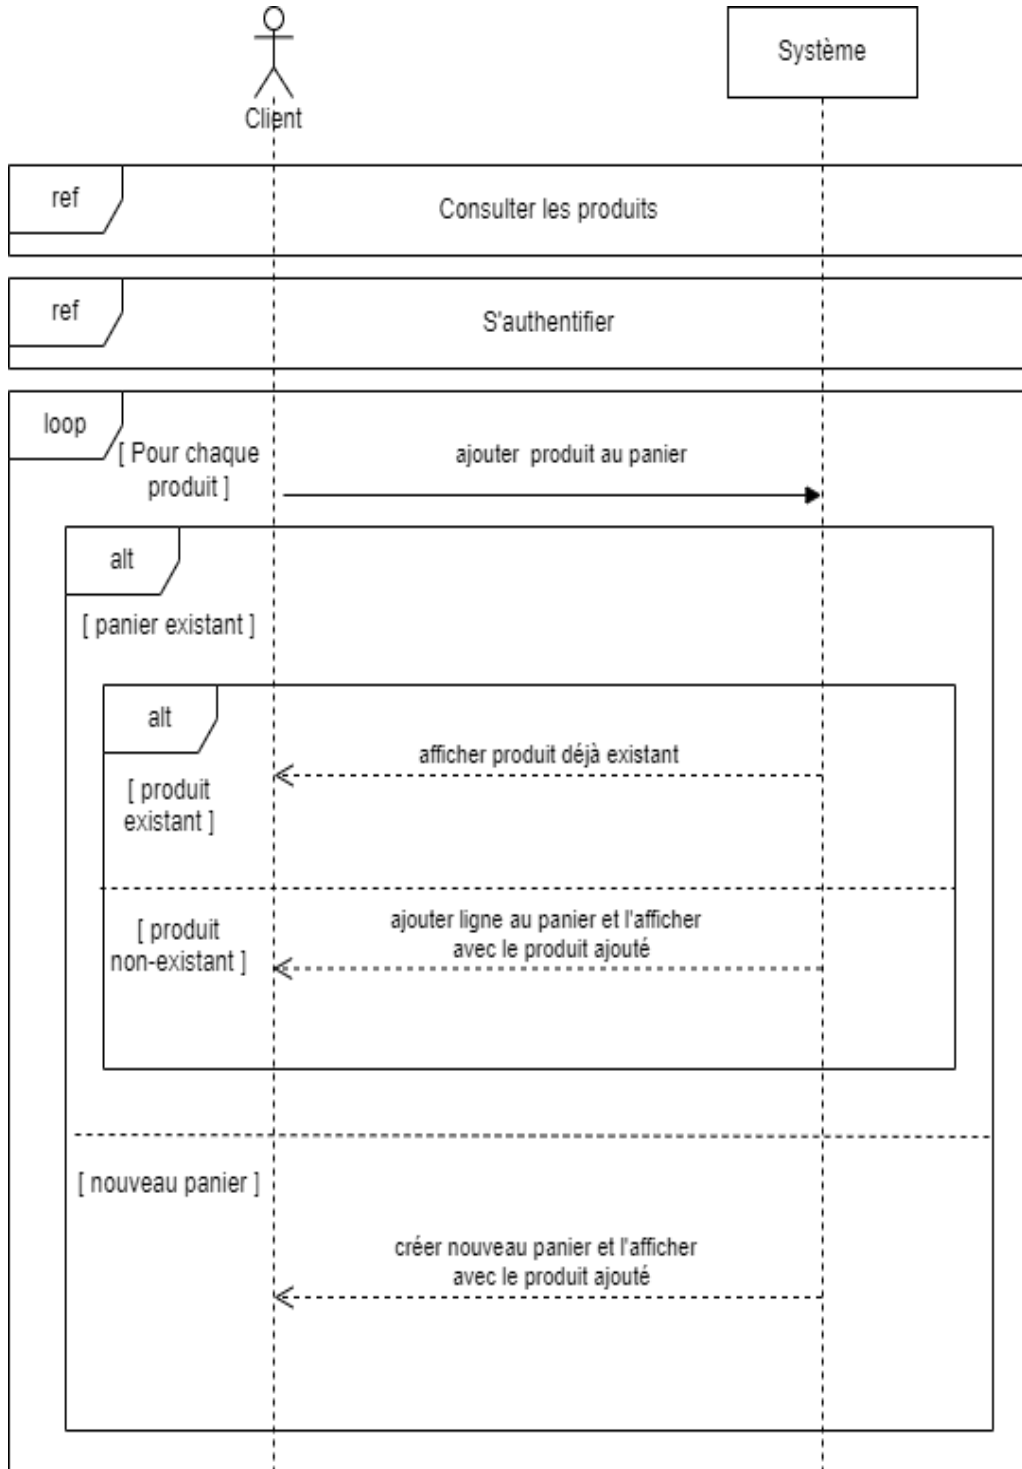 Client
Système
ref
Consulter les produits
ref
S'authentifier
loop
[ Pour chaque
produit ]
ajouter  produit au panier
alt
[ panier existant ]
alt
afficher produit déjà existant
[ produit
existant ]
[ produit
non-existant ]
ajouter ligne au panier et l'afficher
avec le produit ajouté
[ nouveau panier ]
créer nouveau panier et l'afficher
avec le produit ajouté